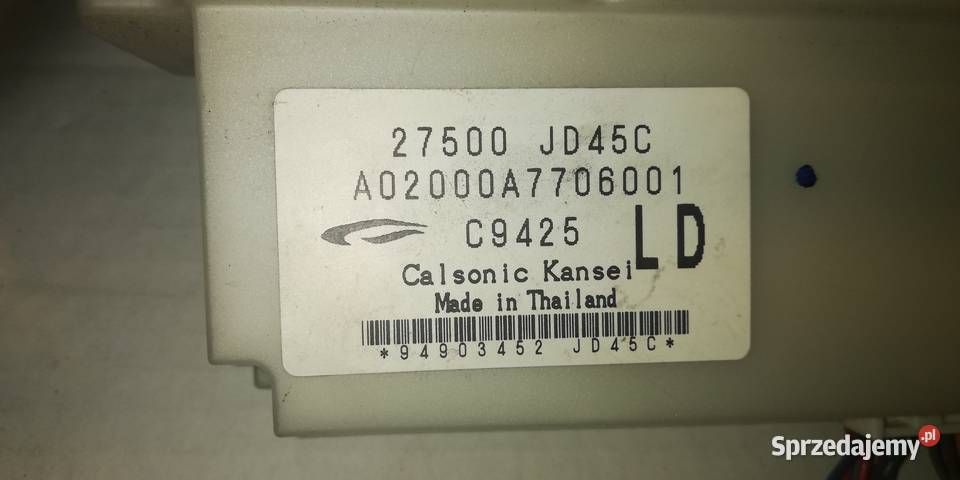 27500 JD45C
A02000A7706001
C9425 LD
Calsonic Kansei
Made in Thailand
*94903452 JD45C*
Sprzedajemy.pl